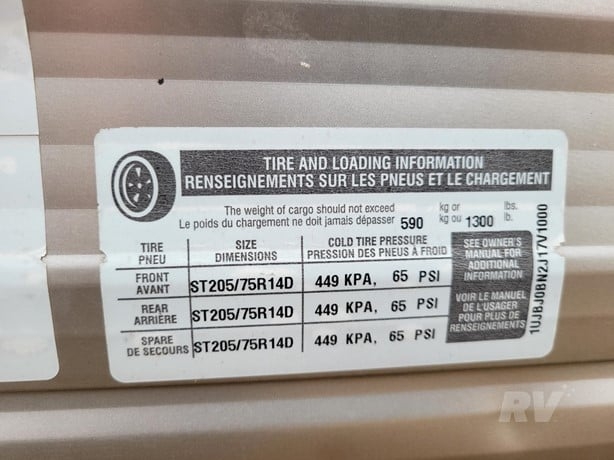 TIRE AND LOADING INFORMATION
RENSEIGNEMENTS SUR LES PNEUS ET LE CHARGEMENT
The weight of cargo should not exceed kg or lbs.
Le poids du chargement ne doit jamais dépasser 590 kg ou 1300 lb.
TIRE PNEU
SIZE DIMENSIONS
COLD TIRE PRESSURE
PRESSION DES PNEUS À FROID
FRONT AVANT ST205/75R14D 449 KPA, 65 PSI
REAR ARRIÈRE ST205/75R14D 449 KPA, 65 PSI
SPARE DE SECOURS ST205/75R14D 449 KPA, 65 PSI
SEE OWNER'S
MANUAL FOR
ADDITIONAL
INFORMATION
VOIR LE MANUEL
DE L'USAGER
POUR PLUS DE
RENSEIGNEMENTS
1UJBJ0BN2J17V1000
RV